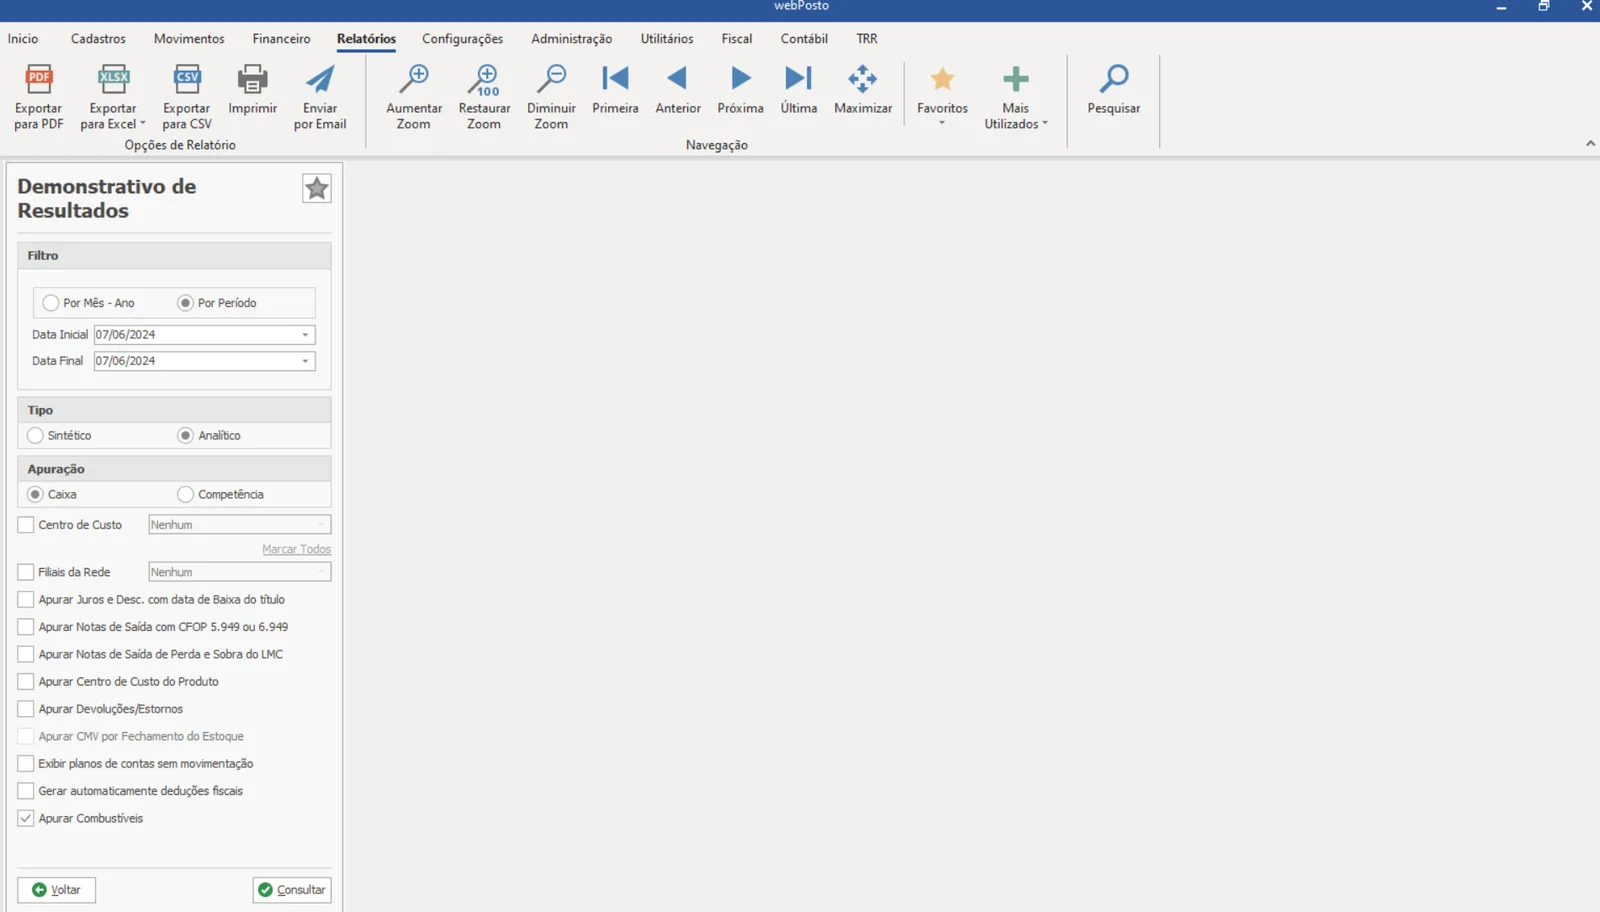 webPosto
Inicio Cadastros Movimentos Financeiro Relatórios Configurações Administração Utilitários Fiscal Contábil TRR
PDF XLSX CSV 100
Exportar para PDF
Exportar para Excel
Exportar para CSV
Imprimir
Enviar por Email
Aumentar Zoom
Restaurar Zoom
Diminuir Zoom
Primeira
Anterior
Próxima
Última
Maximizar
Favoritos
Mais Utilizados
Pesquisar
Opções de Relatório
Navegação
Demonstrativo de
Resultados
Filtro
Por Mês - Ano Por Período
Data Inicial 07/06/2024
Data Final 07/06/2024
Tipo
Sintético Analítico
Apuração
Caixa Competência
Centro de Custo Nenhum
Marcar Todos
Filiais da Rede Nenhum
Apurar Juros e Desc. com data de Baixa do título
Apurar Notas de Saída com CFOP 5.949 ou 6.949
Apurar Notas de Saída de Perda e Sobra do LMC
Apurar Centro de Custo do Produto
Apurar Devoluções/Estornos
Apurar CMV por Fechamento do Estoque
Exibir planos de contas sem movimentação
Gerar automaticamente deduções fiscais
Apurar Combustíveis
Voltar Consultar